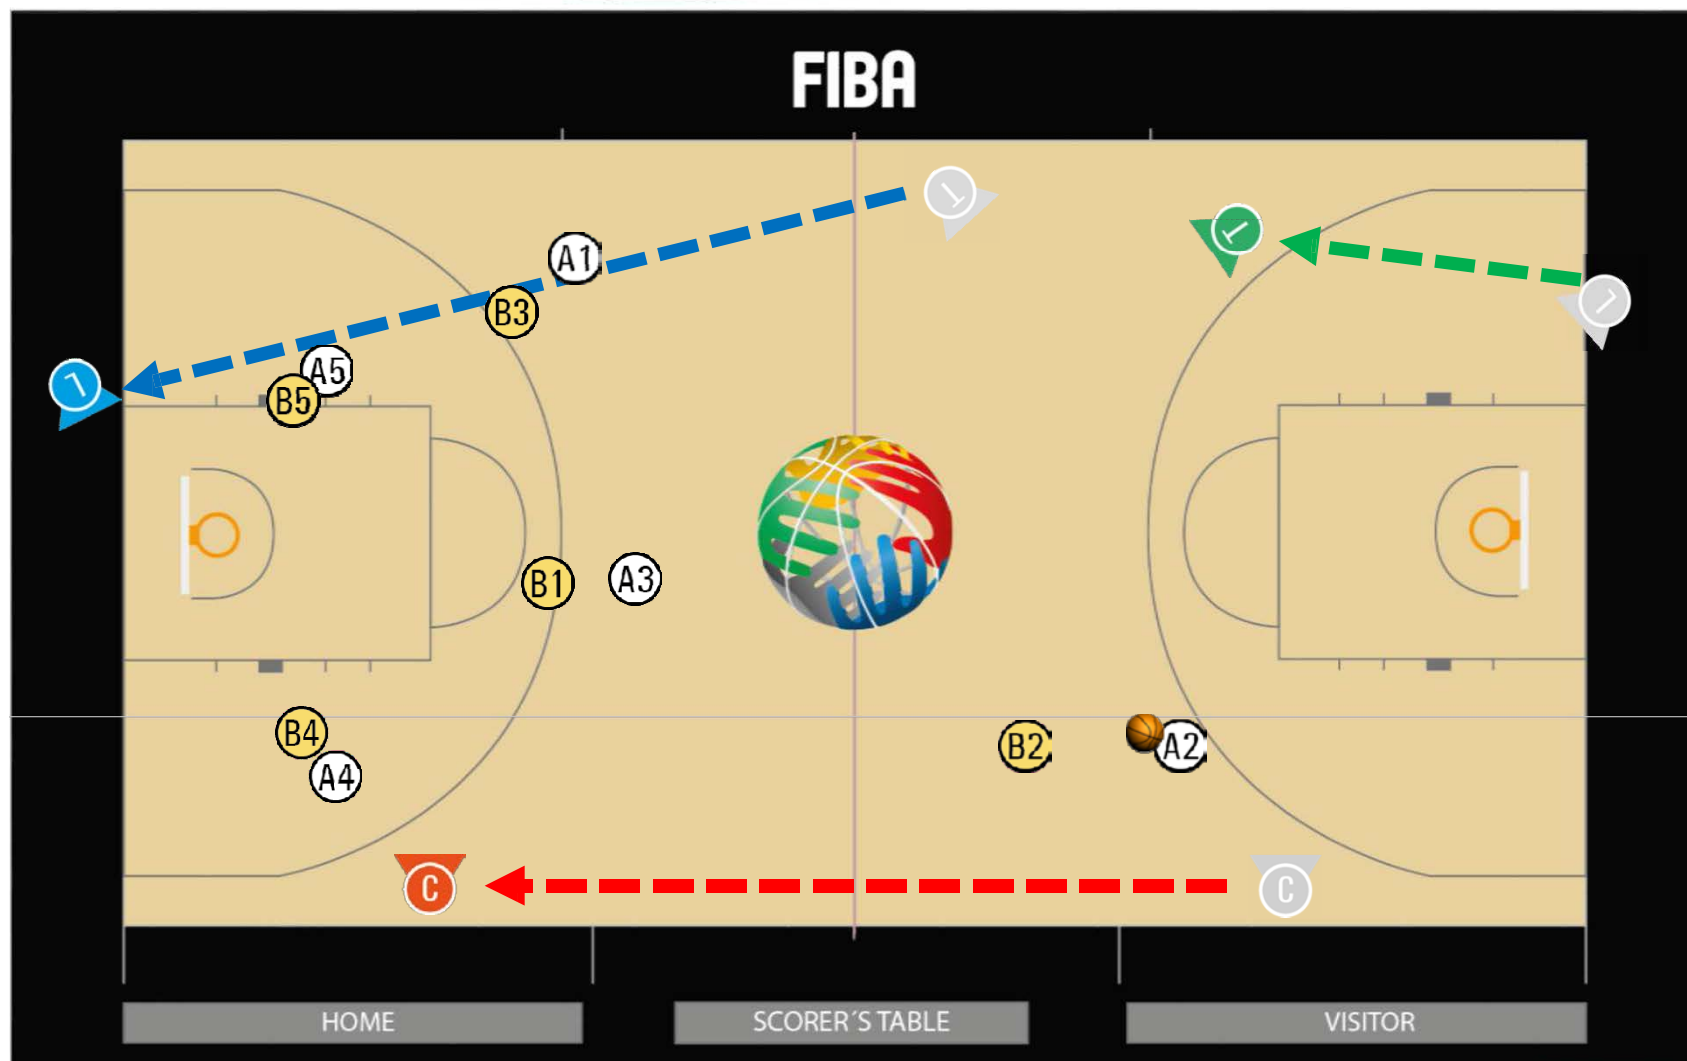 FIBA
T
T
L
L
A1
B3
A5
B5
B1
A3
B4
A4
B2
A2
C
C
HOME
SCORER´S TABLE
VISITOR